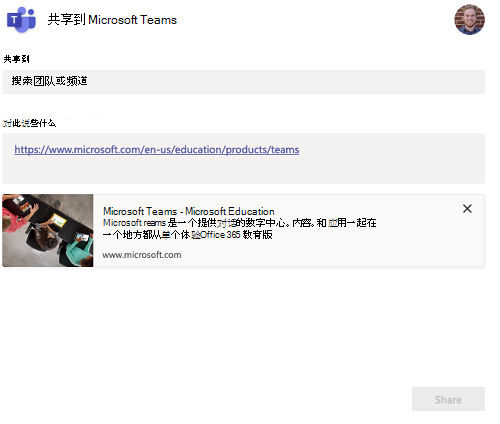 共享到 Microsoft Teams
共享到
搜索团队或频道
对此说些什么
https://www.microsoft.com/en-us/education/products/teams
Microsoft Teams - Microsoft Education
Microsoft reams 是一个提供对话的数字中心。内容。和应用一起在
一个地方都从单个体验Office 365 教育版
www.microsoft.com
Share